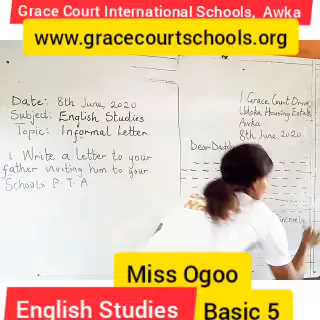 Grace Court International Schools, Awka
www.gracecourtschools.org
Date: 8th June, 2020
Subject: English Studies
Topic: Informal Letter
1. Write a letter to your
father inviting him to your
Schools P.T.A
1 Grace Court Drive
Udoka Housing Estate
Awka
8th June, 2020
Dear Daddy
Miss Ogoo
English Studies
Basic 5